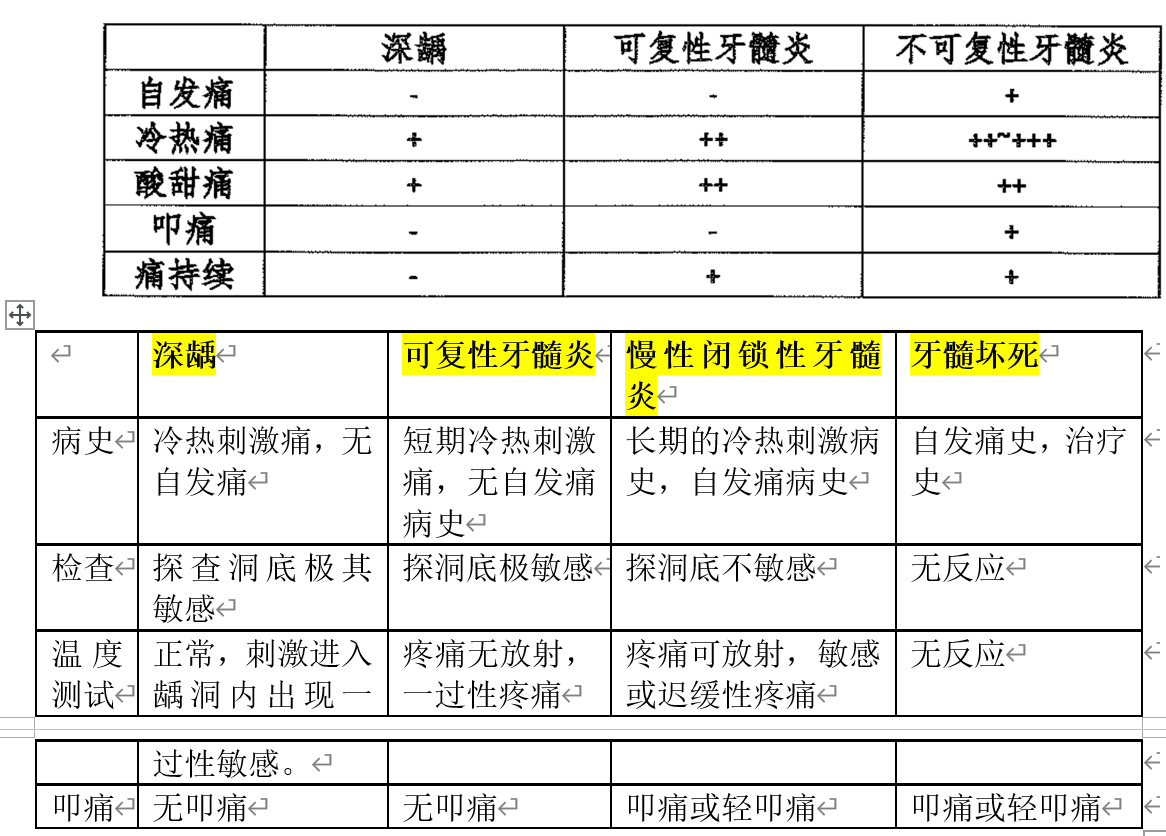 深龋 可复性牙髓炎 不可复性牙髓炎
自发痛 - - +
冷热痛 + ++ ++~+++
酸甜痛 + ++ ++
叩痛 - - +
痛持续 - + +
深龋 可复性牙髓炎 慢性闭锁性牙髓
炎
牙髓坏死
病史 冷热刺激痛，无
自发痛
短期冷热刺激
痛，无自发痛
病史
长期的冷热刺激病
史，自发痛病史
自发痛史，治疗
史
检查 探查洞底极其
敏感
探洞底极敏感 探洞底不敏感 无反应
温度
测试
正常，刺激进入
龋洞内出现一
过性敏感。
疼痛无放射，
一过性疼痛
疼痛可放射，敏感
或迟缓性疼痛
无反应
叩痛 无叩痛 无叩痛 叩痛或轻叩痛 叩痛或轻叩痛